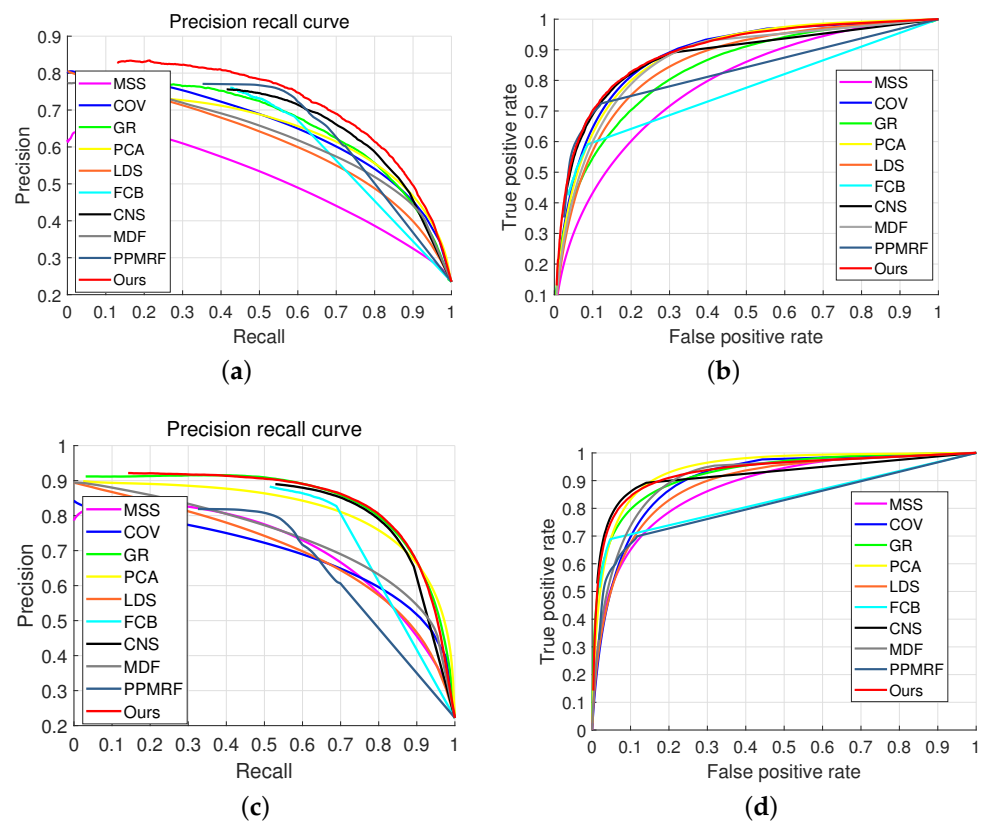 Precision recall curve
0.9
0.8
0.7
0.6
0.5
0.4
0.3
0.2
Precision
MSS
COV
GR
PCA
LDS
FCB
CNS
MDF
PPMRF
Ours
0 0.1 0.2 0.3 0.4 0.5 0.6 0.7 0.8 0.9 1
Recall
(a)
1
0.9
0.8
0.7
0.6
0.5
0.4
0.3
0.2
0.1
True positive rate
MSS
COV
GR
PCA
LDS
FCB
CNS
MDF
PPMRF
Ours
0 0.1 0.2 0.3 0.4 0.5 0.6 0.7 0.8 0.9 1
False positive rate
(b)
Precision recall curve
1
0.9
0.8
0.7
0.6
0.5
0.4
0.3
0.2
Precision
MSS
COV
GR
PCA
LDS
FCB
CNS
MDF
PPMRF
Ours
0 0.1 0.2 0.3 0.4 0.5 0.6 0.7 0.8 0.9 1
Recall
(c)
1
0.9
0.8
0.7
0.6
0.5
0.4
0.3
0.2
0.1
0
True positive rate
MSS
COV
GR
PCA
LDS
FCB
CNS
MDF
PPMRF
Ours
0 0.1 0.2 0.3 0.4 0.5 0.6 0.7 0.8 0.9 1
False positive rate
(d)